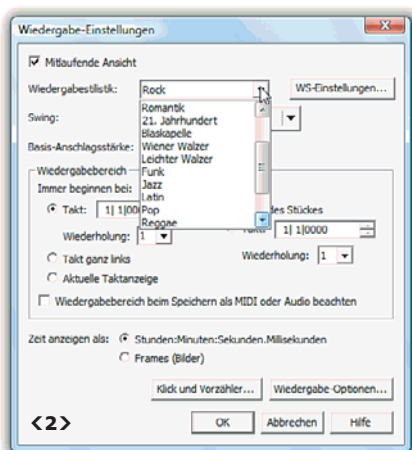 Wiedergabe-Einstellungen
Mitlaufende Ansicht
Wiedergabestilistik: Rock WS-Einstellungen...
Swing:
Basis-Anschlagsstärke:
Romantik
21. Jahrhundert
Blaskapelle
Wiener Walzer
Leichter Walzer
Funk
Jazz
Latin
Pop
Reggae
Wiedergabebereich
Immer beginnen bei: des Stückes
Takt: 1| 1|00 1| 1|0000
Wiederholung: 1 Wiederholung: 1
Takt ganz links
Aktuelle Taktanzeige
Wiedergabebereich beim Speichern als MIDI oder Audio beachten
Zeit anzeigen als: Stunden:Minuten:Sekunden.Millisekunden
Frames (Bilder)
Klick und Vorzähler... Wiedergabe-Optionen...
<2> OK Abbrechen Hilfe